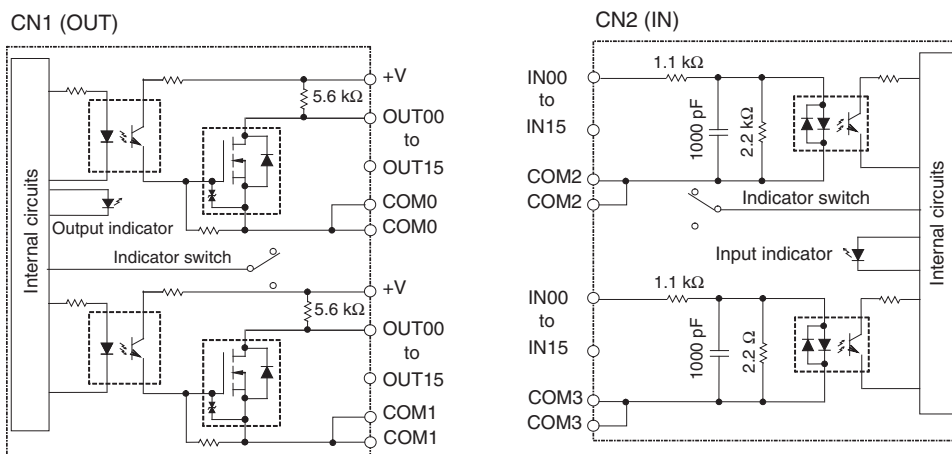 CN1 (OUT)
Internal circuits
+V
5.6 kΩ
OUT00
to
OUT15
COM0
COM0
Output indicator
Indicator switch
+V
5.6 kΩ
OUT00
to
OUT15
COM1
COM1
CN2 (IN)
IN00
to
IN15
1.1 kΩ
1000 pF
2.2 kΩ
COM2
COM2
Indicator switch
Input indicator
Internal circuits
IN00
to
IN15
1.1 kΩ
1000 pF
2.2 Ω
COM3
COM3